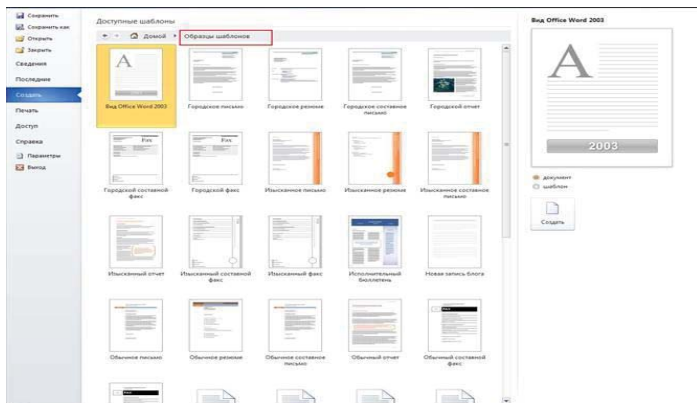 Сохранить
Сохранить как
Открыть
Закрыть
Сведения
Последние
Создать
Печать
Доступ
Справка
Параметры
Выход
Доступные шаблоны
Домой
Образцы шаблонов
Вид Office Word 2003
Городское письмо
Городское резюме
Городское составное
письмо
Городской отчет
Городской составной
факс
Городской факс
Изысканное письмо
Изысканное резюме
Изысканное составное
письмо
Изысканный отчет
Изысканный составной
факс
Изысканный факс
Исполнительный
бюллетень
Новая запись блога
Обычное письмо
Обычное резюме
Обычное составное
письмо
Обычный отчет
Обычный составной
факс
Вид Office Word 2003
A
2003
документ
шаблон
Создать